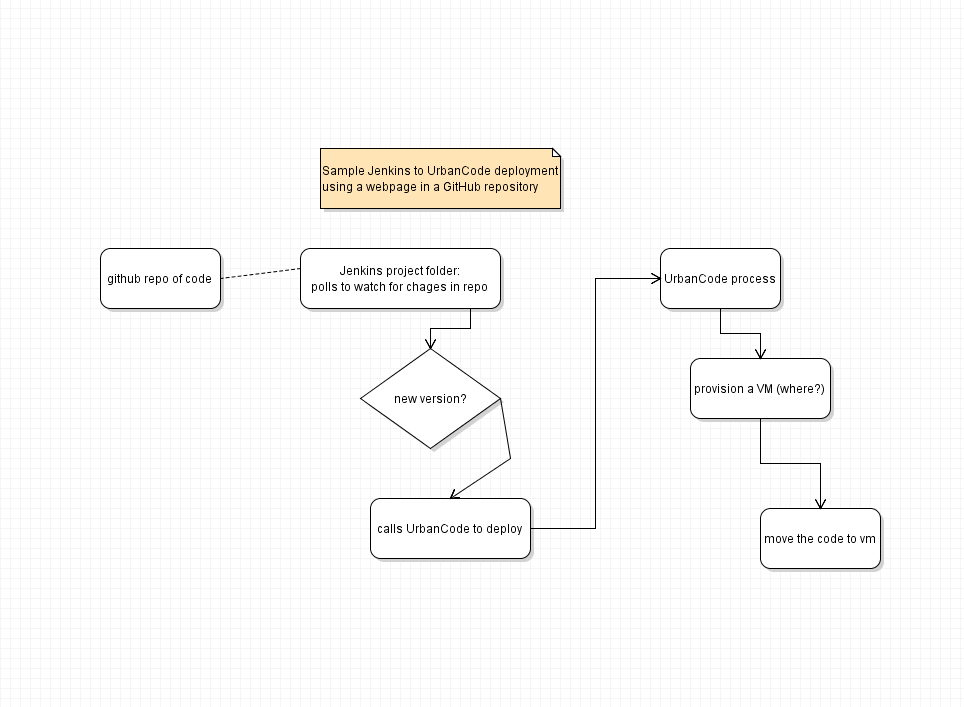 Sample Jenkins to UrbanCode deployment
using a webpage in a GitHub repository
github repo of code
Jenkins project folder:
polls to watch for chages in repo
UrbanCode process
new version?
provision a VM (where?)
calls UrbanCode to deploy
move the code to vm